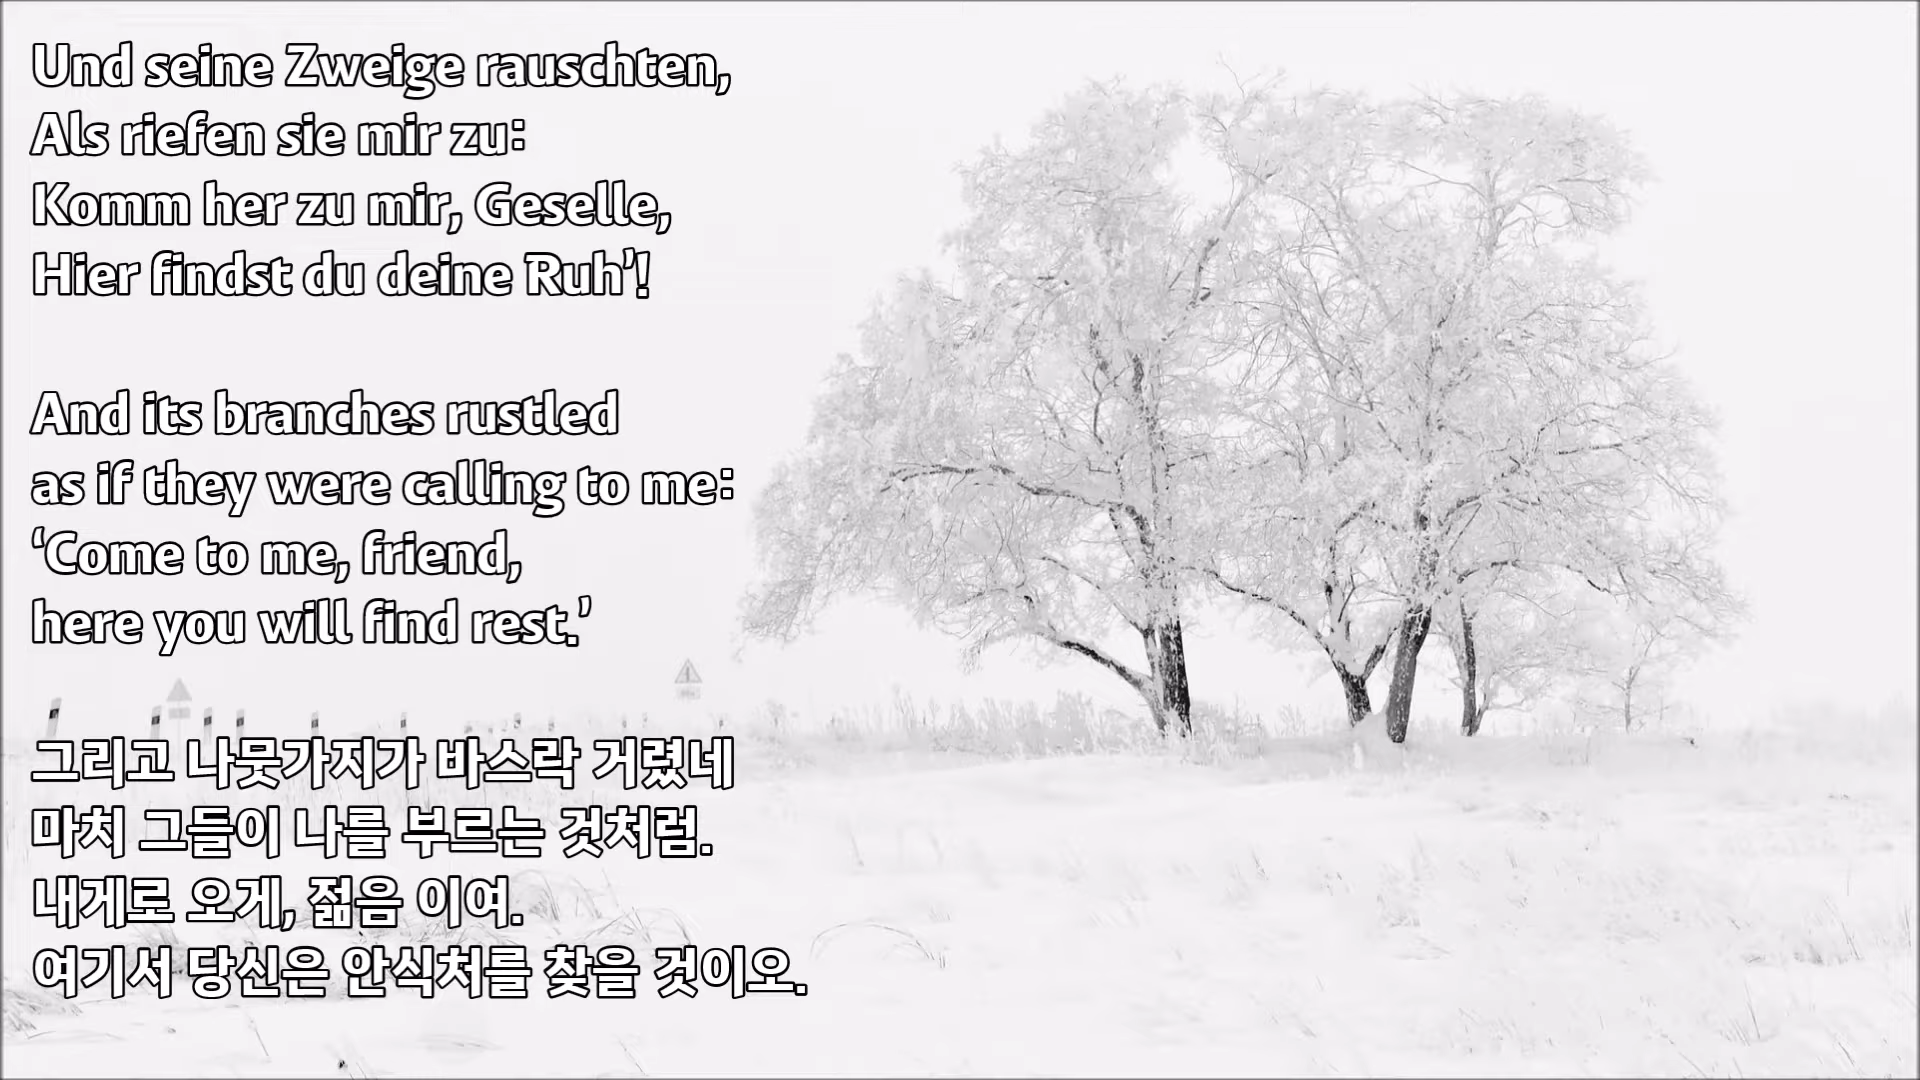 Und seine Zweige rauschten,
Als riefen sie mir zu:
Komm her zu mir, Geselle,
Hier findst du deine Ruh’!
And its branches rustled
as if they were calling to me:
‘Come to me, friend,
here you will find rest.’
그리고 나뭇가지가 바스락 거렸네
마치 그들이 나를 부르는 것처럼.
내게로 오게, 젊음 이여.
여기서 당신은 안식처를 찾을 것이오.